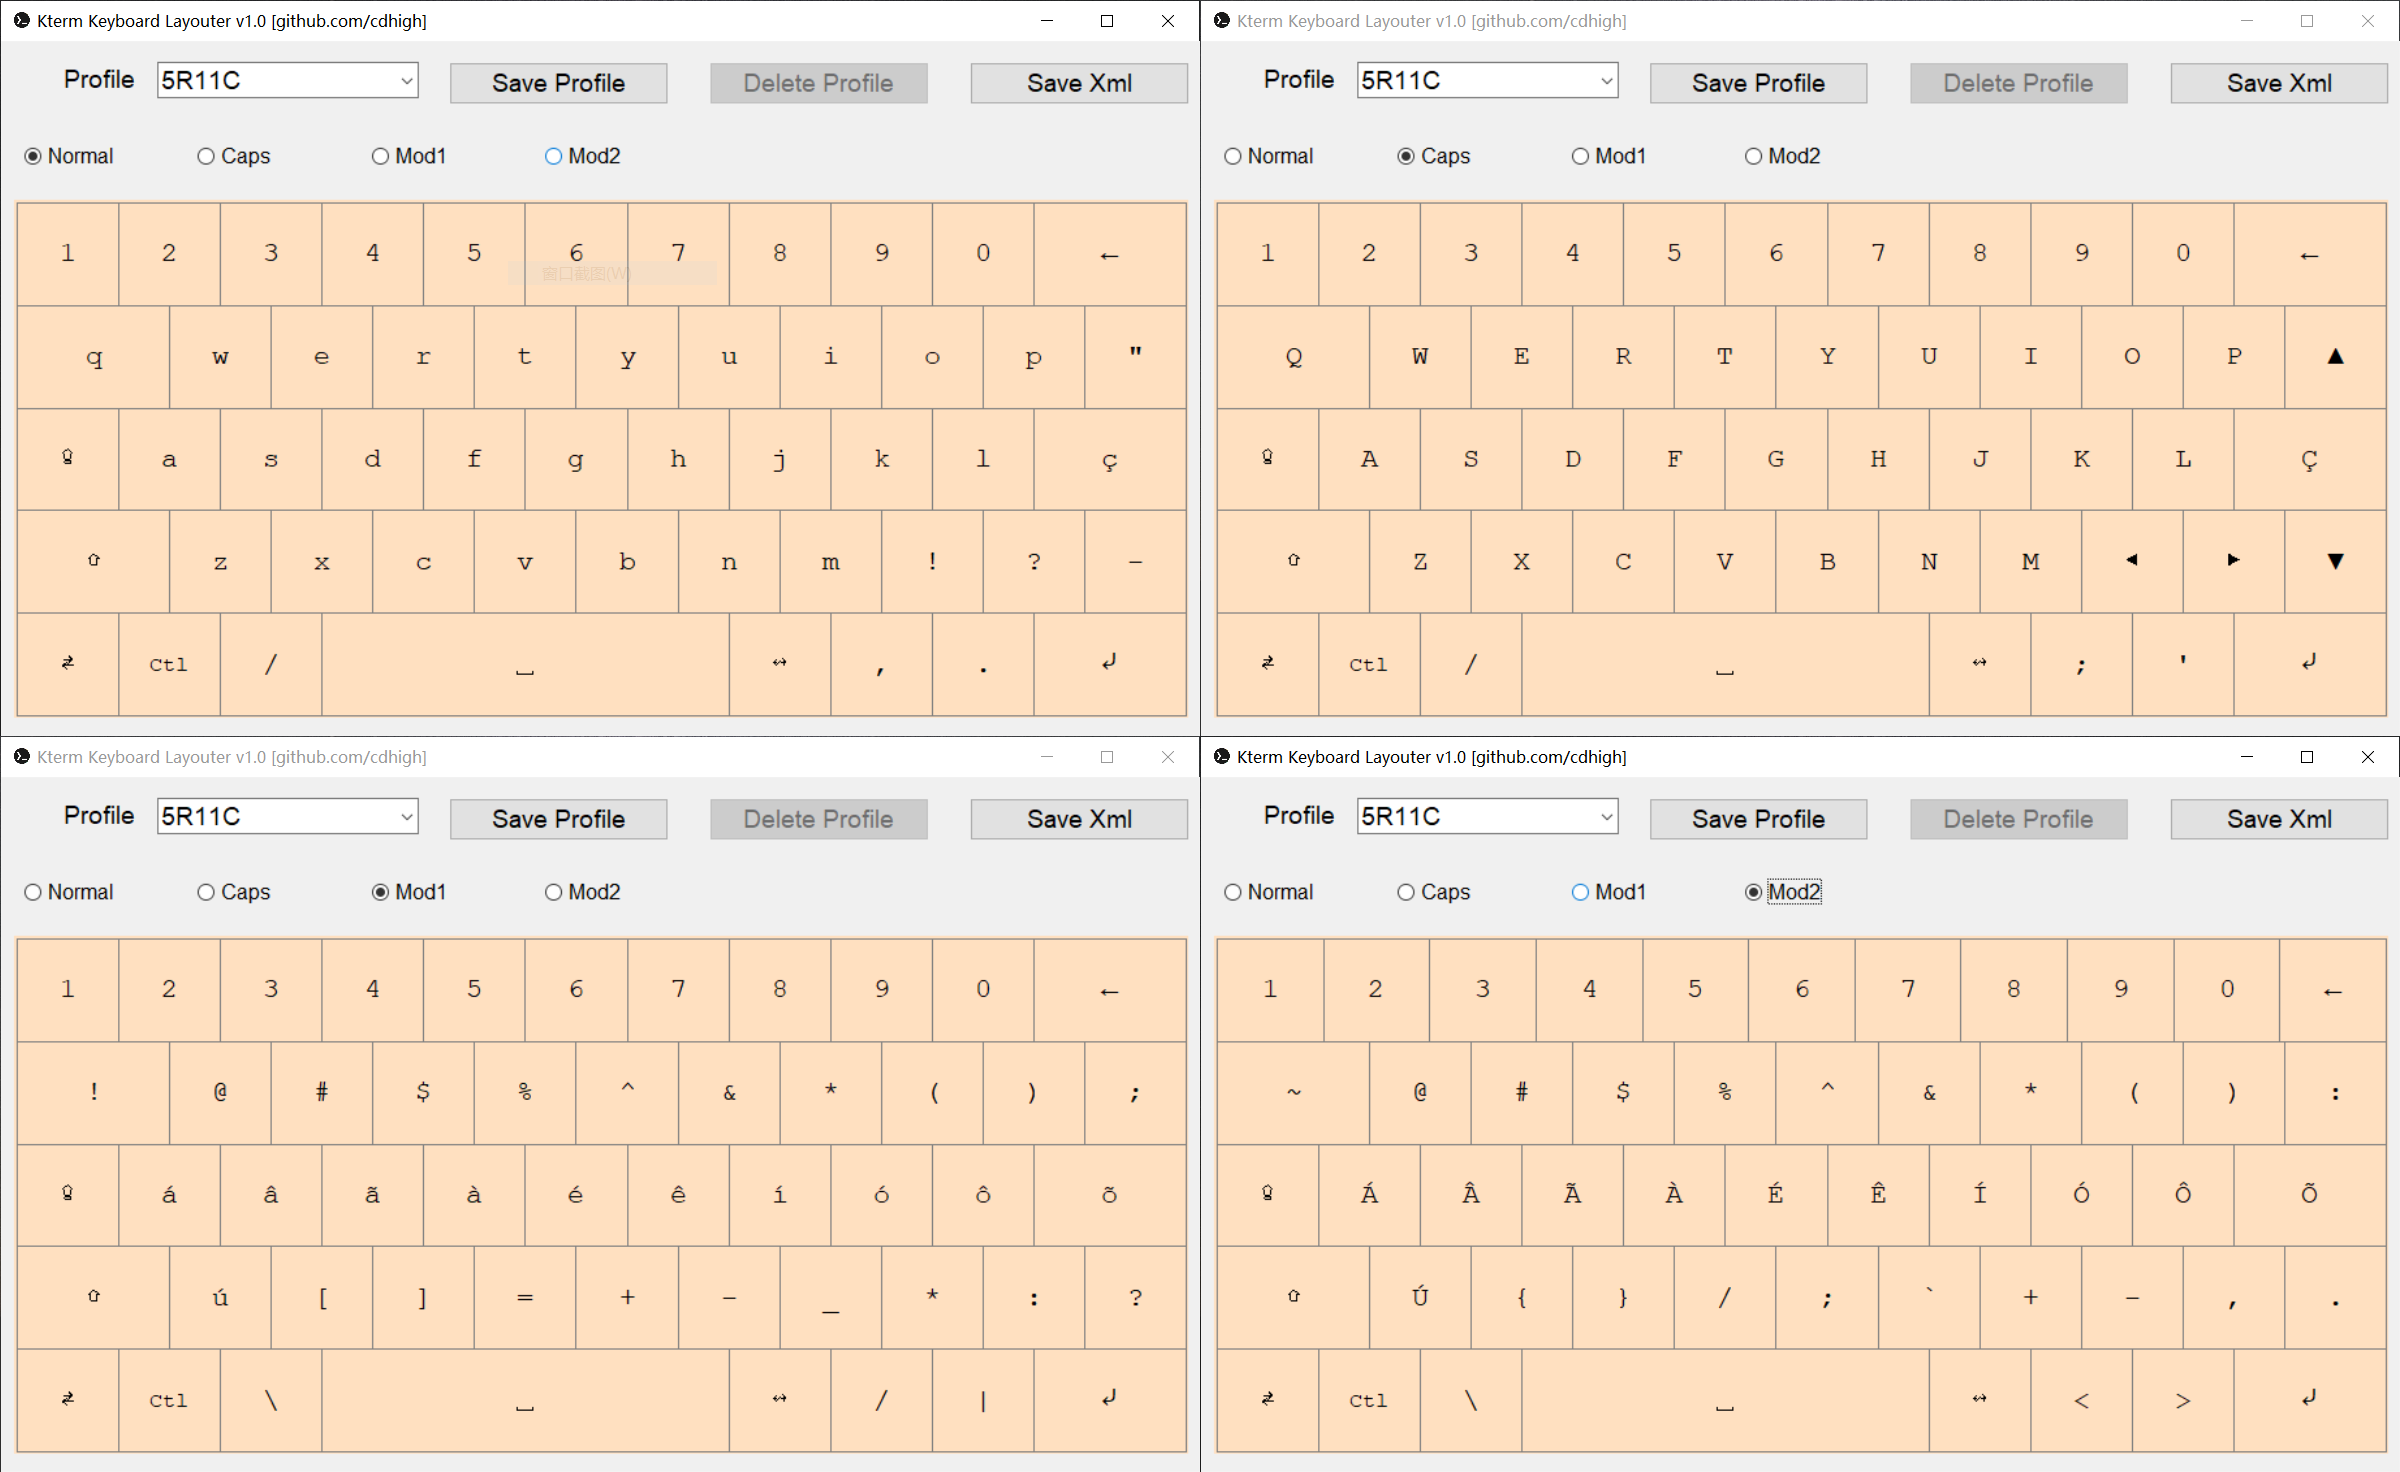 Kterm Keyboard Layouter v1.0 [github.com/cdhigh]
Profile 5R11C Save Profile Delete Profile Save Xml
Normal Caps Mod1 Mod2
1 2 3 4 5 6 7 8 9 0 ←
窗口截图(W)
q w e r t y u i o p "
⇪ a s d f g h j k l ç
⇧ z x c v b n m ! ? -
⇄ Ctl / ⎵ ↔ , . ↲
Kterm Keyboard Layouter v1.0 [github.com/cdhigh]
Profile 5R11C Save Profile Delete Profile Save Xml
Normal Caps Mod1 Mod2
1 2 3 4 5 6 7 8 9 0 ←
Q W E R T Y U I O P ▲
⇪ A S D F G H J K L Ç
⇧ Z X C V B N M ◀ ▶ ▼
⇄ Ctl / ⎵ ↔ ; ' ↲
Kterm Keyboard Layouter v1.0 [github.com/cdhigh]
Profile 5R11C Save Profile Delete Profile Save Xml
Normal Caps Mod1 Mod2
1 2 3 4 5 6 7 8 9 0 ←
! @ # $ % ^ & * ( ) ;
⇪ á â ã à é ê í ó ô õ
⇧ ú [ ] = + - _ * : ?
⇄ Ctl \ ⎵ ↔ / | ↲
Kterm Keyboard Layouter v1.0 [github.com/cdhigh]
Profile 5R11C Save Profile Delete Profile Save Xml
Normal Caps Mod1 Mod2
1 2 3 4 5 6 7 8 9 0 ←
~ @ # $ % ^ & * ( ) :
⇪ Á Â Ã À É Ê Í Ó Ô Õ
⇧ Ú { } / ; ` + - , .
⇄ Ctl \ ⎵ ↔ < > ↲